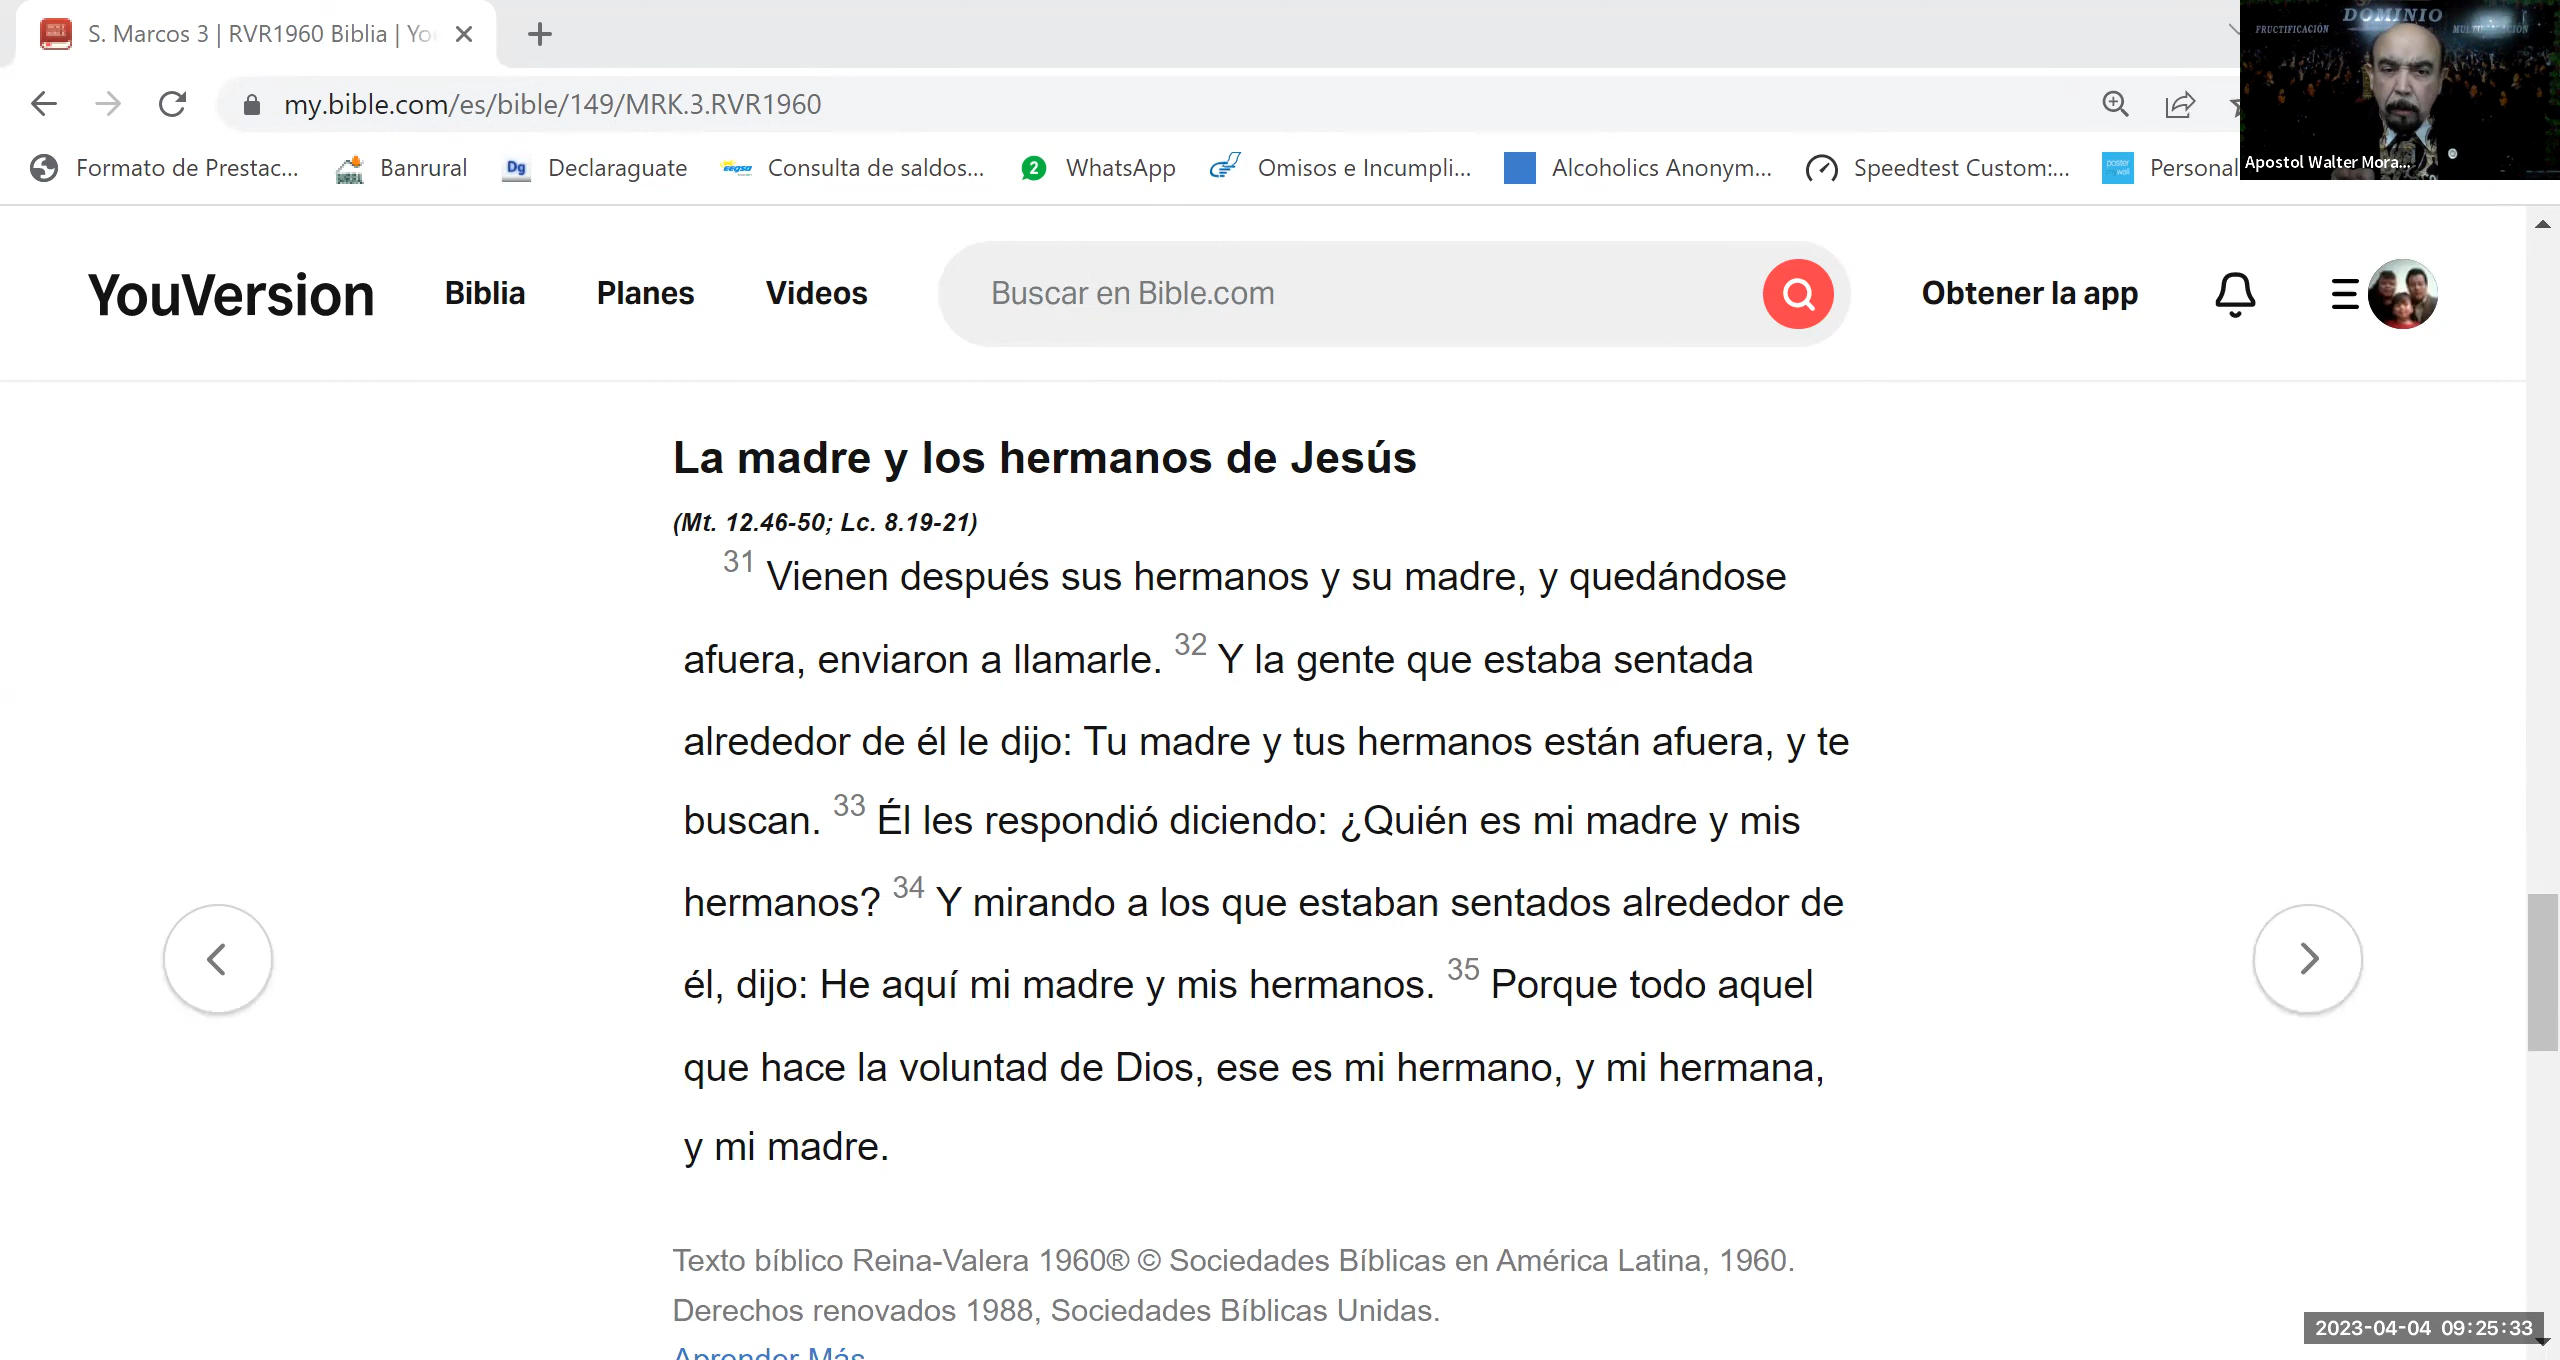 S. Marcos 3 | RVR1960 Biblia | Yo
my.bible.com/es/bible/149/MRK.3.RVR1960
Formato de Prestac... Banrural Dg Declaraguate eegsa Consulta de saldos... 2 WhatsApp Omisos e Incumpli... Alcoholics Anonym... Speedtest Custom:... Personal
DOMINIO
FRUCTIFICACIÓN
Apostol Walter Mora...
YouVersion Biblia Planes Videos Buscar en Bible.com Obtener la app
La madre y los hermanos de Jesús
(Mt. 12.46-50; Lc. 8.19-21)
31 Vienen después sus hermanos y su madre, y quedándose
afuera, enviaron a llamarle. 32 Y la gente que estaba sentada
alrededor de él le dijo: Tu madre y tus hermanos están afuera, y te
buscan. 33 Él les respondió diciendo: ¿Quién es mi madre y mis
hermanos? 34 Y mirando a los que estaban sentados alrededor de
él, dijo: He aquí mi madre y mis hermanos. 35 Porque todo aquel
que hace la voluntad de Dios, ese es mi hermano, y mi hermana,
y mi madre.
Texto bíblico Reina-Valera 1960® © Sociedades Bíblicas en América Latina, 1960.
Derechos renovados 1988, Sociedades Bíblicas Unidas.
Aprender Más
2023-04-04 09:25:33